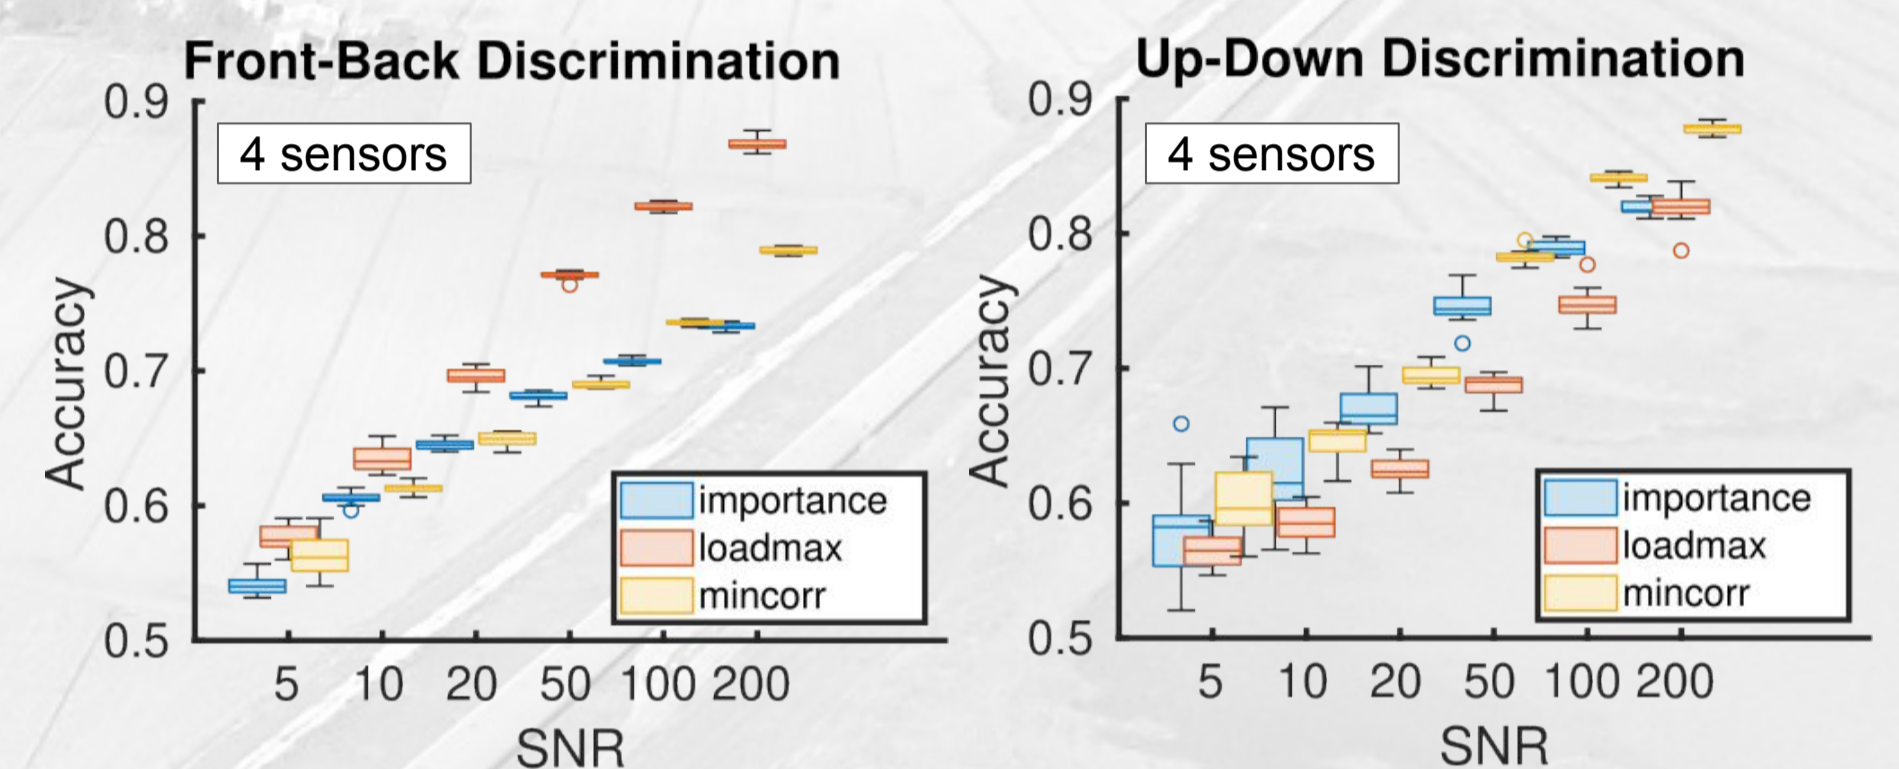 Front-Back Discrimination
0.9
0.8
0.7
0.6
0.5
Accuracy
4 sensors
importance
loadmax
mincorr
5 10 20 50 100 200
SNR
Up-Down Discrimination
0.9
0.8
0.7
0.6
0.5
Accuracy
4 sensors
importance
loadmax
mincorr
5 10 20 50 100 200
SNR